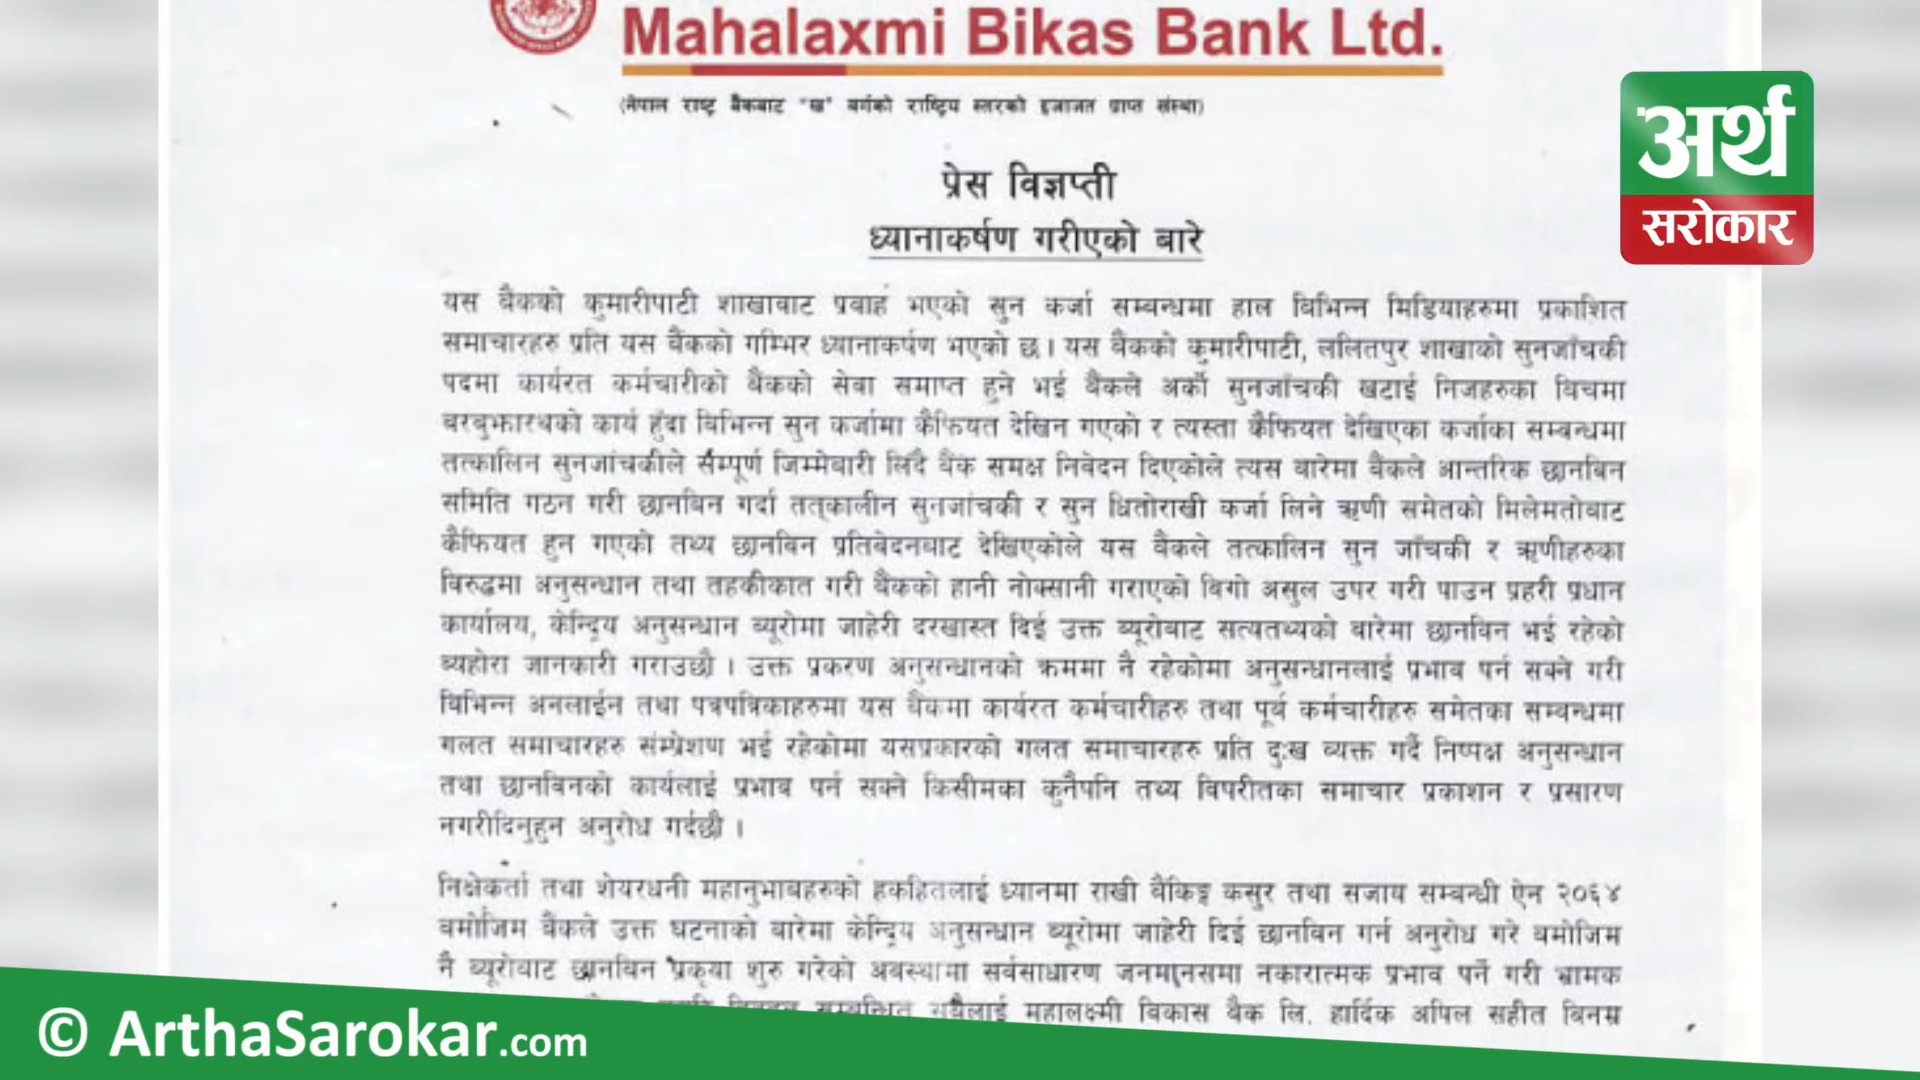 Mahalaxmi Bikas Bank Ltd.
(नेपाल राष्ट्र बैंकबाट "ख" बर्गको राष्ट्रिय स्तरको इजाजत प्राप्त संस्था)
अर्थ
सरोकार
प्रेस विज्ञप्ती
ध्यानाकर्षण गरीएको बारे
यस बैंकको कुमारीपाटी शाखाबाट प्रवाह भएको सुन कर्जा सम्बन्धमा हाल विभिन्न मिडियाहरुमा प्रकाशित
समाचारहरु प्रति यस बैंकको गम्भिर ध्यानाकर्षण भएको छ। यस बैंकको कुमारीपाटी, ललितपुर शाखाको सुनजाँचकी
पदमा कार्यरत कर्मचारीको बैंकको सेवा समाप्त हुने भई बैंकले अर्को सुनजाँचकी खटाई निजहरुका विचमा
बरबुझारथको कार्य हुँदा विभिन्न सुन कर्जामा कैफियत देखिन गएको र त्यस्ता कैफियत देखिएका कर्जाका सम्बन्धमा
तत्कालिन सुनजांचकीले सँम्पूर्ण जिम्मेबारी लिँदै बैंक समक्ष निवेदन दिएकोले त्यस बारेमा बैंकले आन्तरिक छानबिन
समिति गठन गरी छानबिन गर्दा तत्कालीन सुनजांचकी र सुन धितोराखी कर्जा लिने ऋणी समेतको मिलेमतोबाट
कैफियत हुन गएको तथ्य छानबिन प्रतिबेदनबाट देखिएकोले यस बैंकले तत्कालिन सुन जाँचकी र ऋणीहरुका
विरुद्धमा अनुसन्धान तथा तहकीकात गरी बैंकको हानी नोक्सानी गराएको बिगो असुल उपर गरी पाउन प्रहरी प्रधान
कार्यालय, केन्द्रिय अनुसन्धान ब्यूरोमा जाहेरी दरखास्त दिई उक्त ब्यूरोबाट सत्यतथ्यको बारेमा छानबिन भई रहेको
ब्यहोरा जानकारी गराउछौ। उक्त प्रकरण अनुसन्धानको क्रममा नै रहेकोमा अनुसन्धानलाई प्रभाव पर्न सक्ने गरी
विभिन्न अनलाईन तथा पत्रपत्रिकाहरुमा यस बैंकमा कार्यरत कर्मचारीहरु तथा पूर्व कर्मचारीहरु समेतका सम्बन्धमा
गलत समाचारहरु संम्प्रेशण भई रहेकोमा यसप्रकारको गलत समाचारहरु प्रति दुःख व्यक्त गर्दै निष्पक्ष अनुसन्धान
तथा छानबिनको कार्यलाई प्रभाव पर्न सक्ने किसीमका कुनैपनि तथ्य विपरीतका समाचार प्रकाशन र प्रसारण
नगरीदिनुहुन अनुरोध गर्दछौ।
निक्षेकर्ता तथा शेयरधनी महानुभाबहरुको हकहितलाई ध्यानमा राखी बैंकिङ्ग कसुर तथा सजाय सम्बन्धी ऐन २०६४
बमोजिम बैंकले उक्त घटनाको बारेमा केन्द्रिय अनुसन्धान ब्यूरोमा जाहेरी दिई छानबिन गर्न अनुरोध गरे बमोजिम
नै ब्यूरोबाट छानबिन प्रकृया शुरु गरेको अबस्थामा सर्वसाधारण जनमानसमा नकारात्मक प्रभाव पर्ने गरी भ्रामक
सम्बन्धित सबैलाई महालक्ष्मी विकास बैंक लि. हार्दिक अपिल सहीत बिनम्र
© ArthaSarokar.com